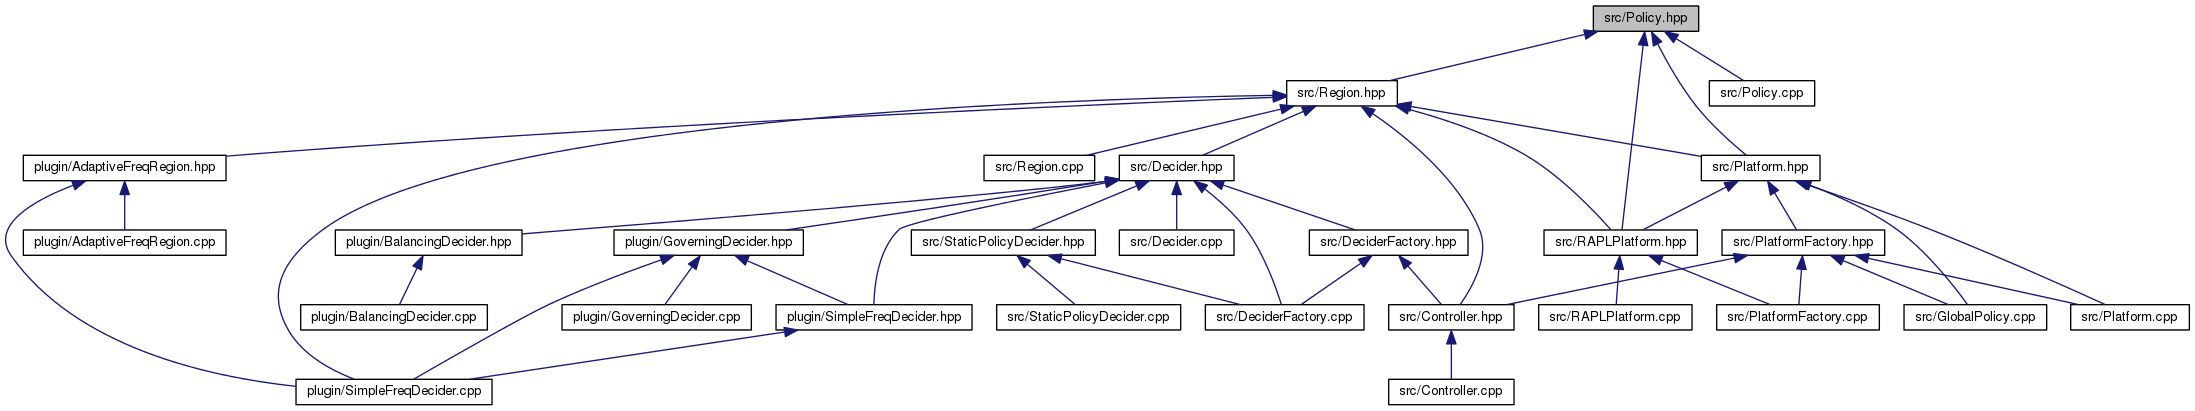 src/Policy.hpp
src/Region.hpp
src/Policy.cpp
plugin/AdaptiveFreqRegion.hpp
src/Region.cpp
src/Decider.hpp
src/Platform.hpp
plugin/AdaptiveFreqRegion.cpp
plugin/BalancingDecider.hpp
plugin/GoverningDecider.hpp
src/StaticPolicyDecider.hpp
src/Decider.cpp
src/DeciderFactory.hpp
src/RAPLPlatform.hpp
src/PlatformFactory.hpp
plugin/BalancingDecider.cpp
plugin/GoverningDecider.cpp
plugin/SimpleFreqDecider.hpp
src/StaticPolicyDecider.cpp
src/DeciderFactory.cpp
src/Controller.hpp
src/RAPLPlatform.cpp
src/PlatformFactory.cpp
src/GlobalPolicy.cpp
src/Platform.cpp
plugin/SimpleFreqDecider.cpp
src/Controller.cpp